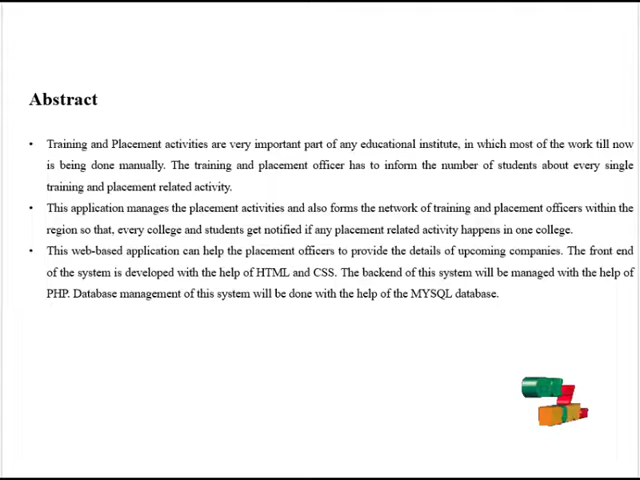 Abstract
• Training and Placement activities are very important part of any educational institute, in which most of the work till now
is being done manually. The training and placement officer has to inform the number of students about every single
training and placement related activity.
• This application manages the placement activities and also forms the network of training and placement officers within the
region so that, every college and students get notified if any placement related activity happens in one college.
• This web-based application can help the placement officers to provide the details of upcoming companies. The front end
of the system is developed with the help of HTML and CSS. The backend of this system will be managed with the help of
PHP. Database management of this system will be done with the help of the MYSQL database.